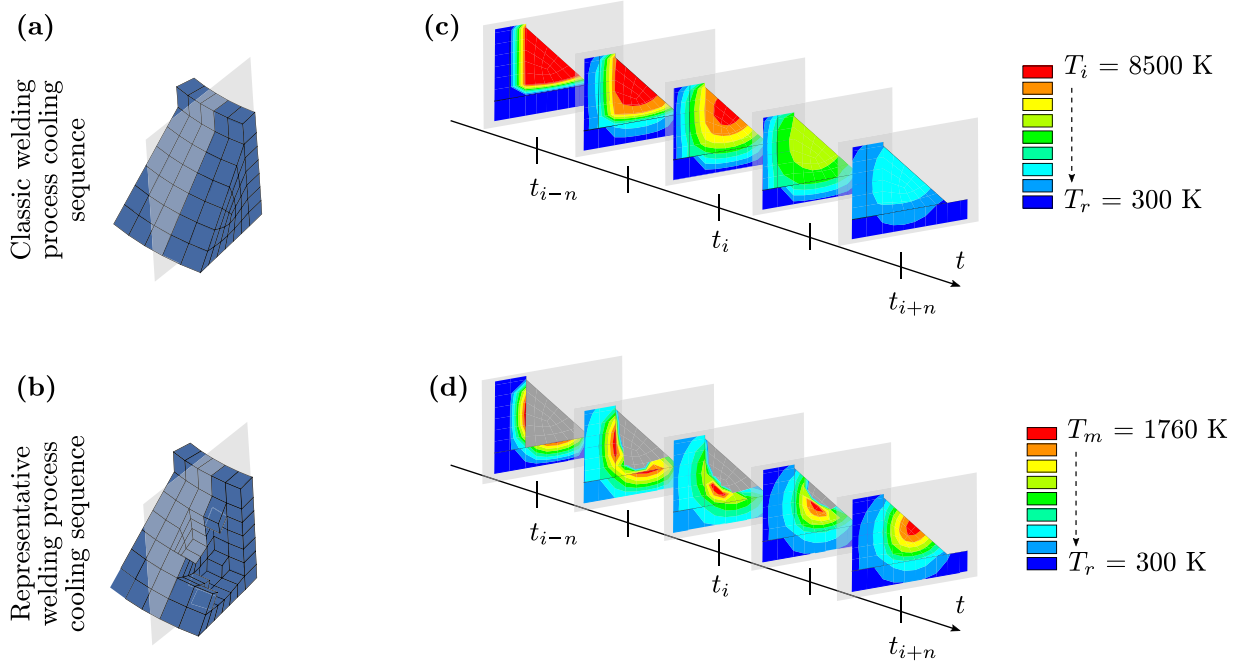 (a)
Classic welding
process cooling
sequence
(c)
t_{i−n}
t_i
t_{i+n}
t
T_i = 8500 K
T_r = 300 K
(b)
Representative
welding process
cooling sequence
(d)
t_{i−n}
t_i
t_{i+n}
t
T_m = 1760 K
T_r = 300 K